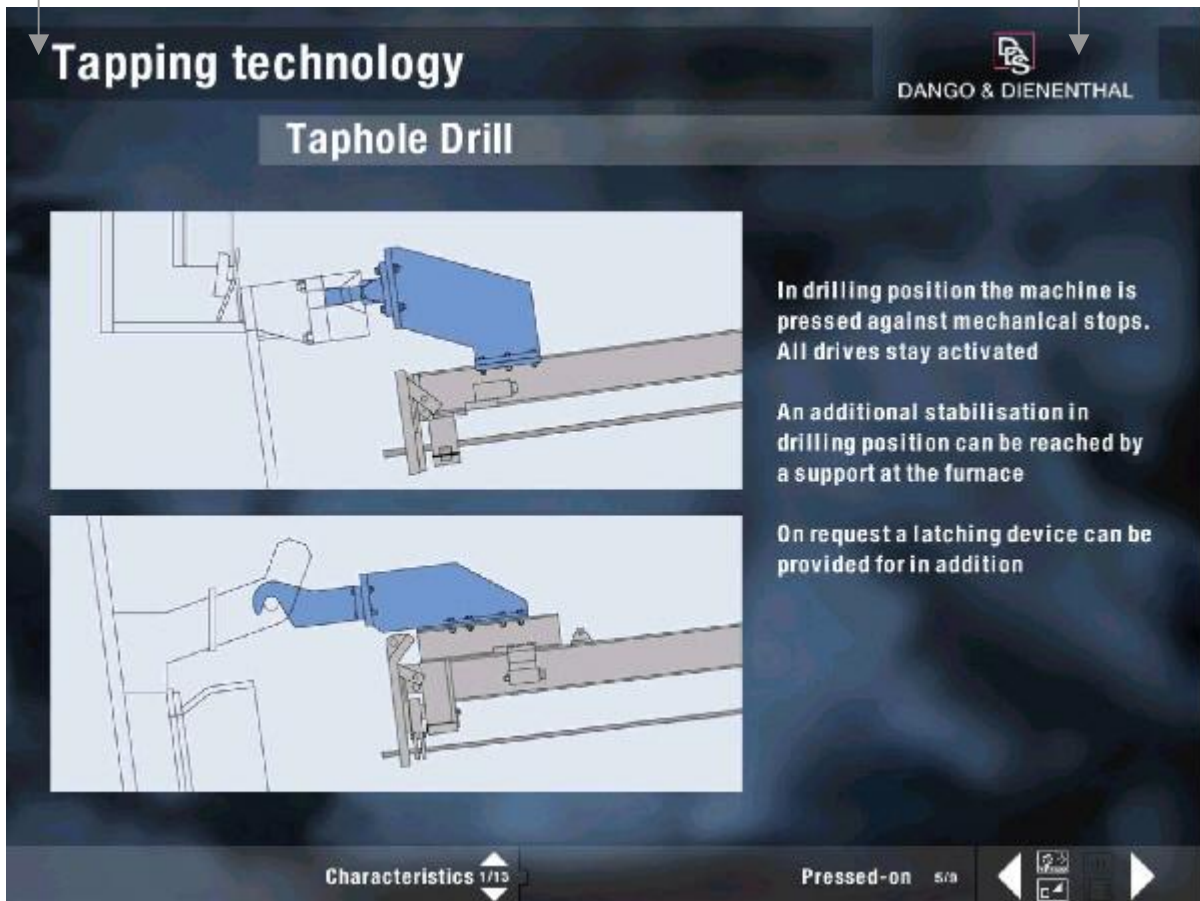 Tapping technology
DDS
DANGO & DIENENTHAL
Taphole Drill
In drilling position the machine is
pressed against mechanical stops.
All drives stay activated
An additional stabilisation in
drilling position can be reached by
a support at the furnace
On request a latching device can be
provided for in addition
Characteristics 1/13
Pressed-on